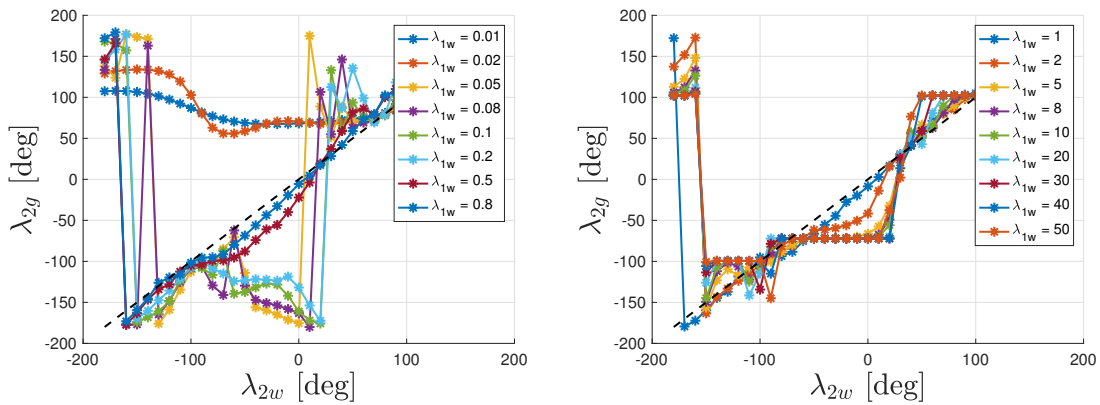 200
150
100
50
0
-50
-100
-150
-200
-200
-100
0
100
200
λ2g [deg]
λ2w [deg]
λ1w = 0.01
λ1w = 0.02
λ1w = 0.05
λ1w = 0.08
λ1w = 0.1
λ1w = 0.2
λ1w = 0.5
λ1w = 0.8
200
150
100
50
0
-50
-100
-150
-200
-200
-100
0
100
200
λ2g [deg]
λ2w [deg]
λ1w = 1
λ1w = 2
λ1w = 5
λ1w = 8
λ1w = 10
λ1w = 20
λ1w = 30
λ1w = 40
λ1w = 50